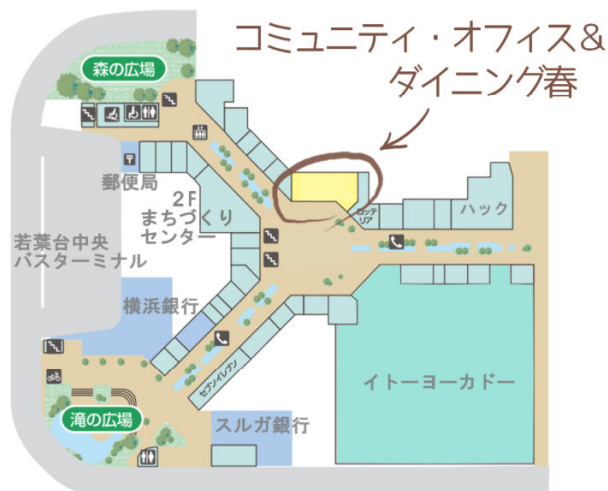 コミュニティ・オフィス&
ダイニング春
森の広場
〒
郵便局
2F
まちづくり
センター
ロッテ
リア
ハック
若葉台中央
バスターミナル
横浜銀行
セブンイレブン
イトーヨーカドー
滝の広場
スルガ銀行